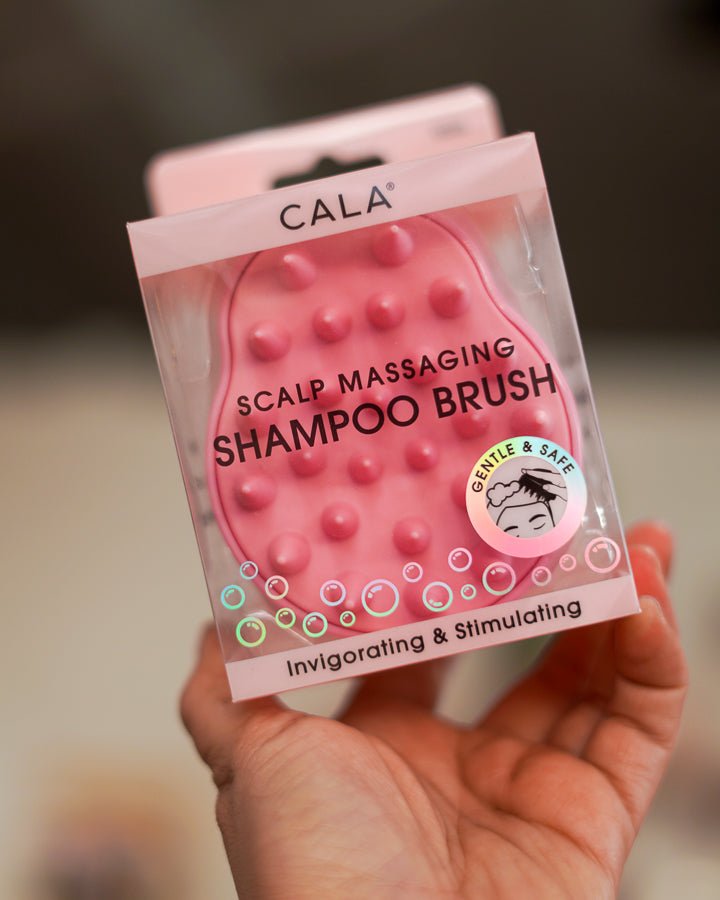 CALA®
SCALP MASSAGING
SHAMPOO BRUSH
GENTLE & SAFE
Invigorating & Stimulating